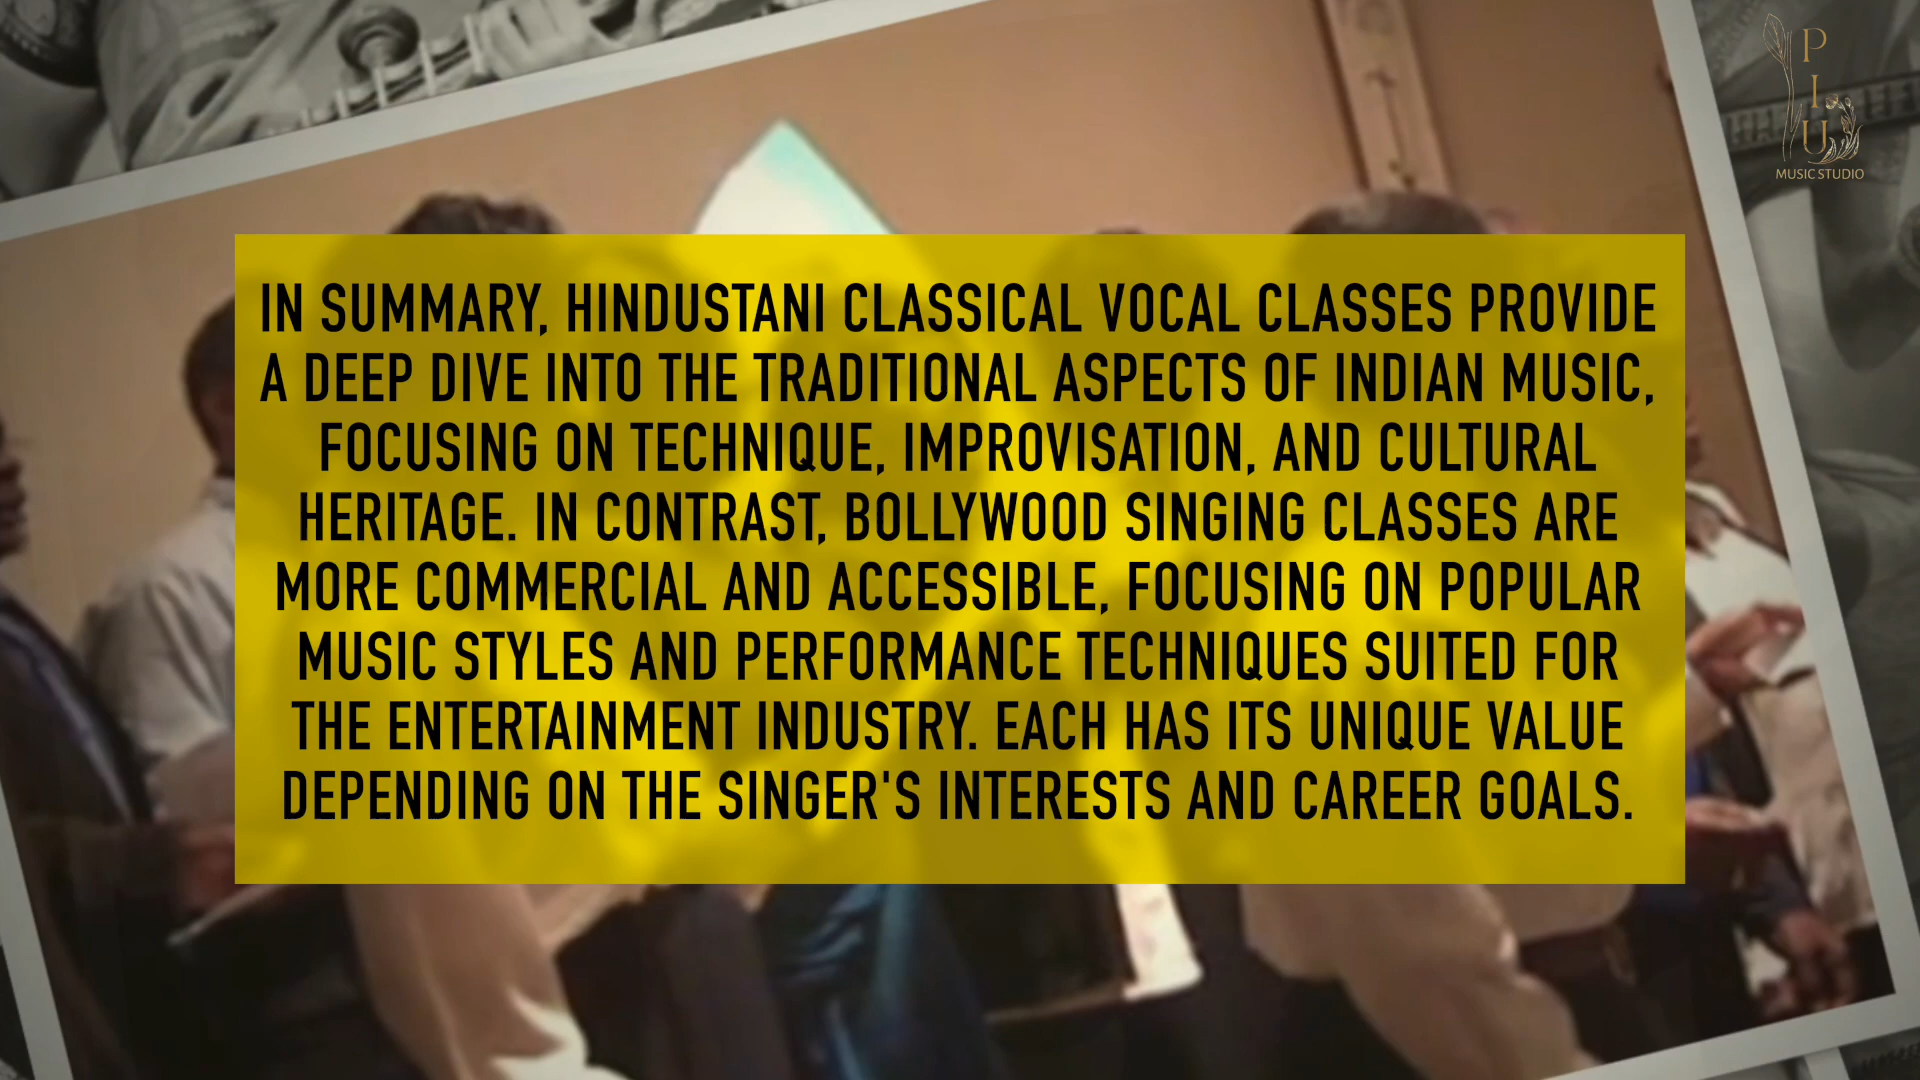 P
I
U
MUSIC STUDIO
IN SUMMARY, HINDUSTANI CLASSICAL VOCAL CLASSES PROVIDE
A DEEP DIVE INTO THE TRADITIONAL ASPECTS OF INDIAN MUSIC,
FOCUSING ON TECHNIQUE, IMPROVISATION, AND CULTURAL
HERITAGE. IN CONTRAST, BOLLYWOOD SINGING CLASSES ARE
MORE COMMERCIAL AND ACCESSIBLE, FOCUSING ON POPULAR
MUSIC STYLES AND PERFORMANCE TECHNIQUES SUITED FOR
THE ENTERTAINMENT INDUSTRY. EACH HAS ITS UNIQUE VALUE
DEPENDING ON THE SINGER'S INTERESTS AND CAREER GOALS.